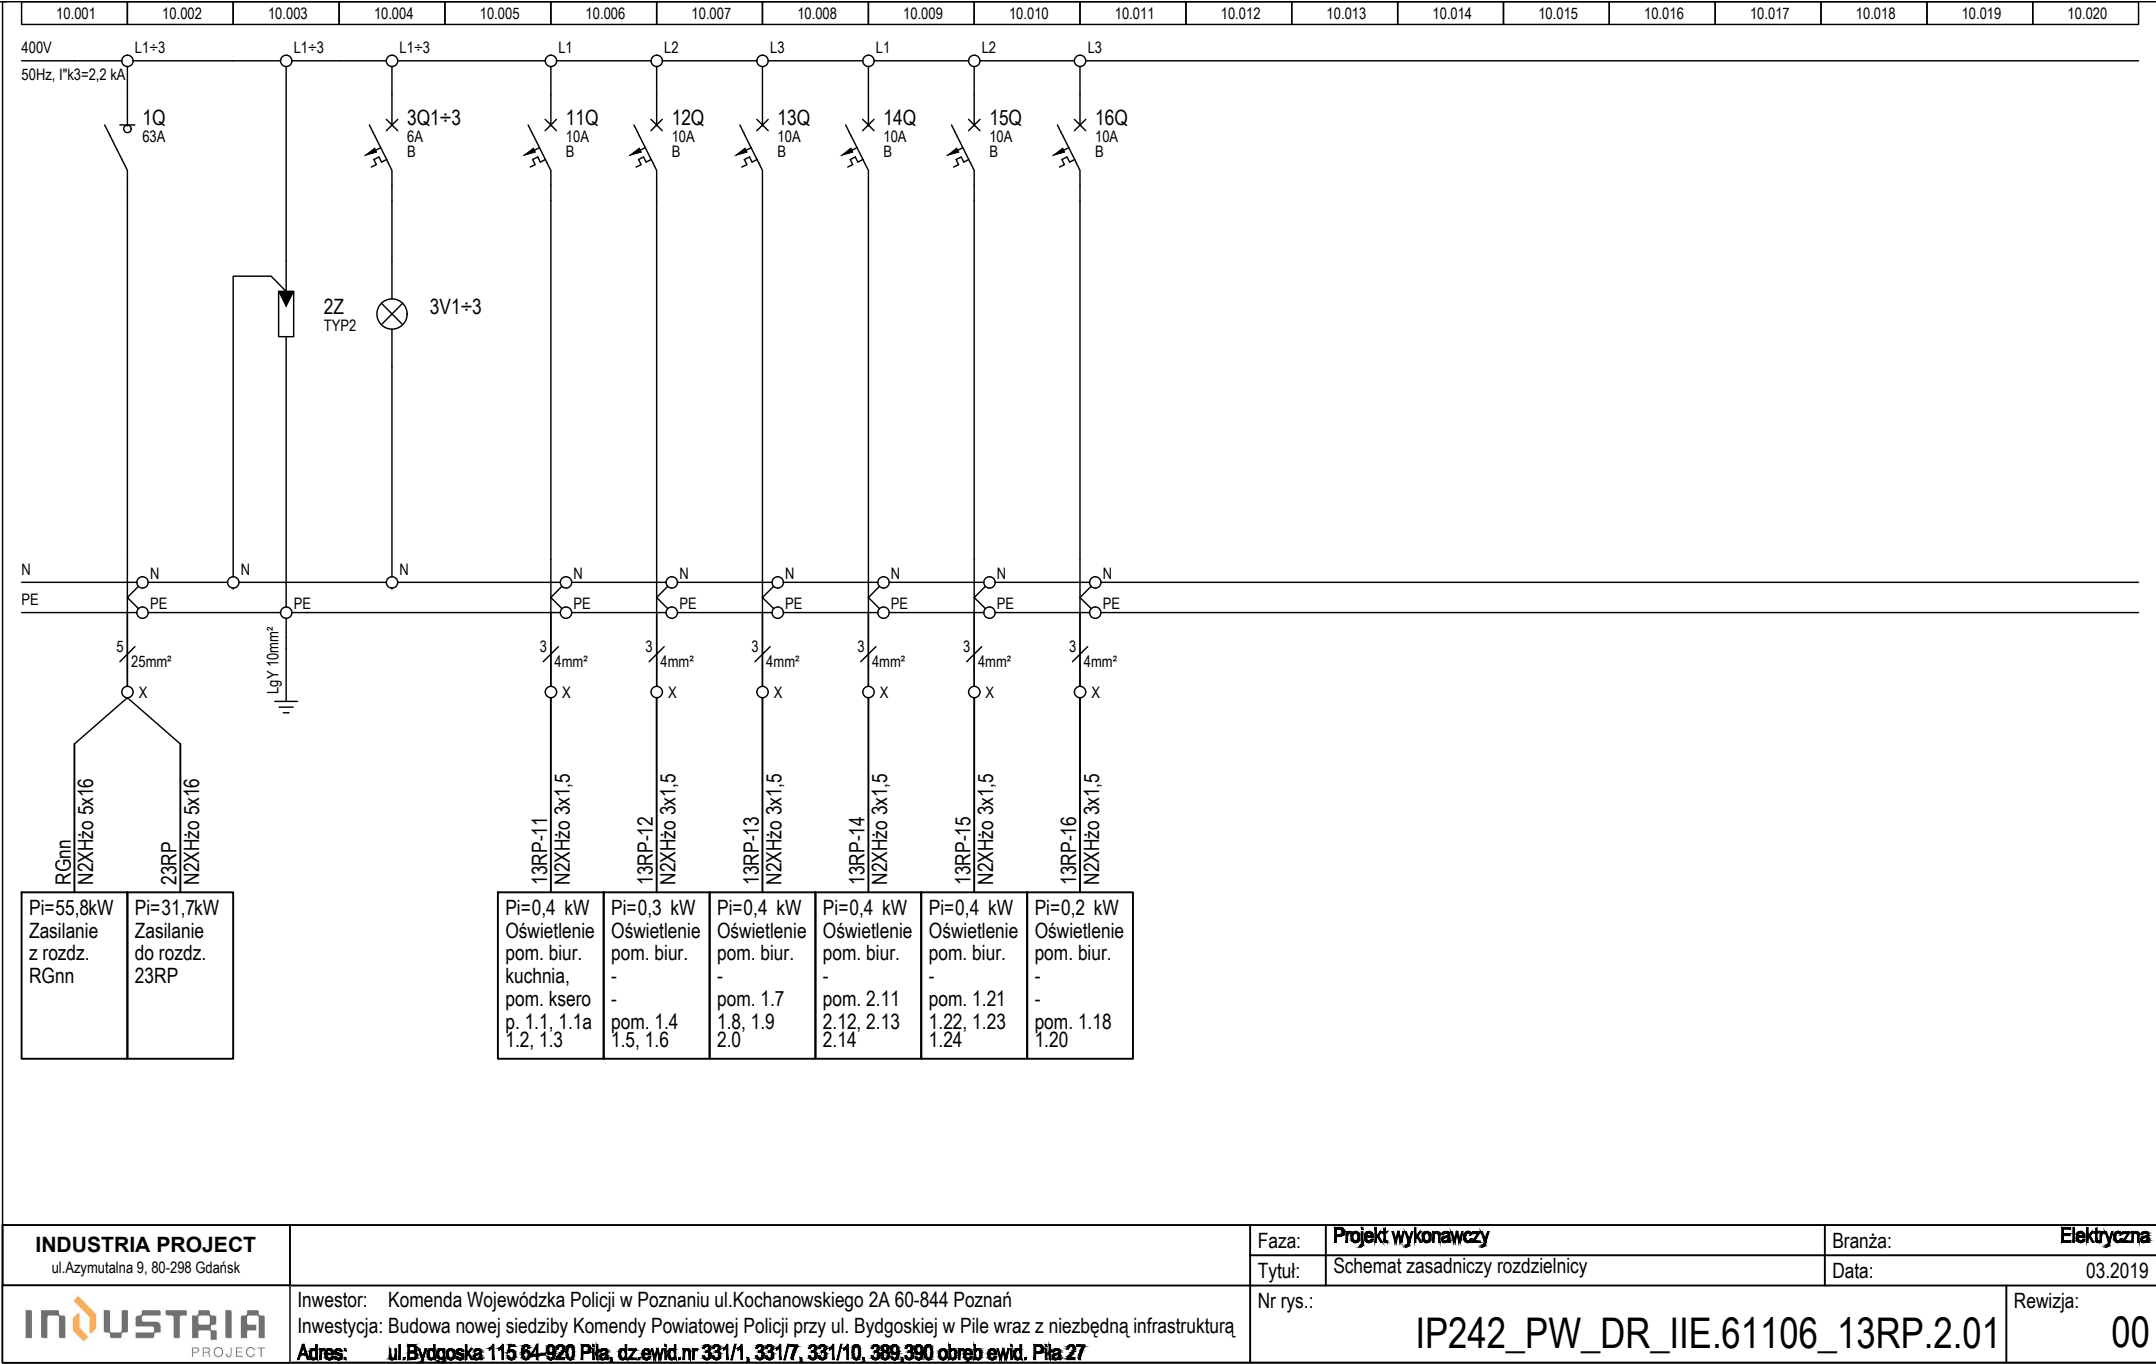 10.001 10.002 10.003 10.004 10.005 10.006 10.007 10.008 10.009 10.010 10.011 10.012 10.013 10.014 10.015 10.016 10.017 10.018 10.019 10.020
400V L1÷3 L1÷3 L1÷3 L1 L2 L3 L1 L2 L3
50Hz, I"k3=2,2 kA
1Q 3Q1÷3 11Q 12Q 13Q 14Q 15Q 16Q
63A 6A 10A 10A 10A 10A 10A 10A
B B B B B B B
2Z 3V1÷3
TYP2
N N N N N N N N N N
PE PE PE PE PE PE PE PE PE
5 25mm² LgY 10mm² 3 4mm² 3 4mm² 3 4mm² 3 4mm² 3 4mm² 3 4mm²
X X X X X X X
RGnn
N2XHżo 5x16
23RP
N2XHżo 5x16
13RP-11
N2XHżo 3x1,5
13RP-12
N2XHżo 3x1,5
13RP-13
N2XHżo 3x1,5
13RP-14
N2XHżo 3x1,5
13RP-15
N2XHżo 3x1,5
13RP-16
N2XHżo 3x1,5
Pi=55,8kW
Zasilanie
z rozdz.
RGnn
Pi=31,7kW
Zasilanie
do rozdz.
23RP
Pi=0,4 kW
Oświetlenie
pom. biur.
kuchnia,
pom. ksero
p. 1.1, 1.1a
1.2, 1.3
Pi=0,3 kW
Oświetlenie
pom. biur.
-
-
pom. 1.4
1.5, 1.6
Pi=0,4 kW
Oświetlenie
pom. biur.
-
pom. 1.7
1.8, 1.9
2.0
Pi=0,4 kW
Oświetlenie
pom. biur.
-
pom. 2.11
2.12, 2.13
2.14
Pi=0,4 kW
Oświetlenie
pom. biur.
-
pom. 1.21
1.22, 1.23
1.24
Pi=0,2 kW
Oświetlenie
pom. biur.
-
-
pom. 1.18
1.20
INDUSTRIA PROJECT
ul.Azymutalna 9, 80-298 Gdańsk
INDUSTRIA
PROJECT
Inwestor: Komenda Wojewódzka Policji w Poznaniu ul.Kochanowskiego 2A 60-844 Poznań
Inwestycja: Budowa nowej siedziby Komendy Powiatowej Policji przy ul. Bydgoskiej w Pile wraz z niezbędną infrastrukturą
Adres: ul.Bydgoska 115 64-920 Piła, dz.ewid.nr 331/1, 331/7, 331/10, 389,390 obręb ewid. Piła 27
Faza: Projekt wykonawczy Branża: Elektryczna
Tytuł: Schemat zasadniczy rozdzielnicy Data: 03.2019
Nr rys.: IP242_PW_DR_IIE.61106_13RP.2.01 Rewizja: 00